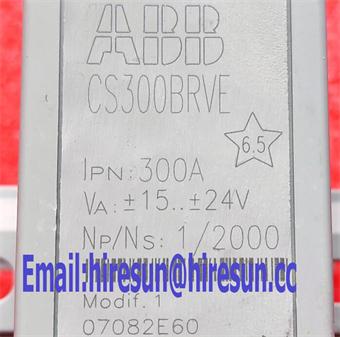 ABB
CS300BRVE
6.5
IPN: 300A
VA: ±15..±24V
NP/NS: 1/2000
Email:hiresun@hiresun.co
Modif. 1
07082E60